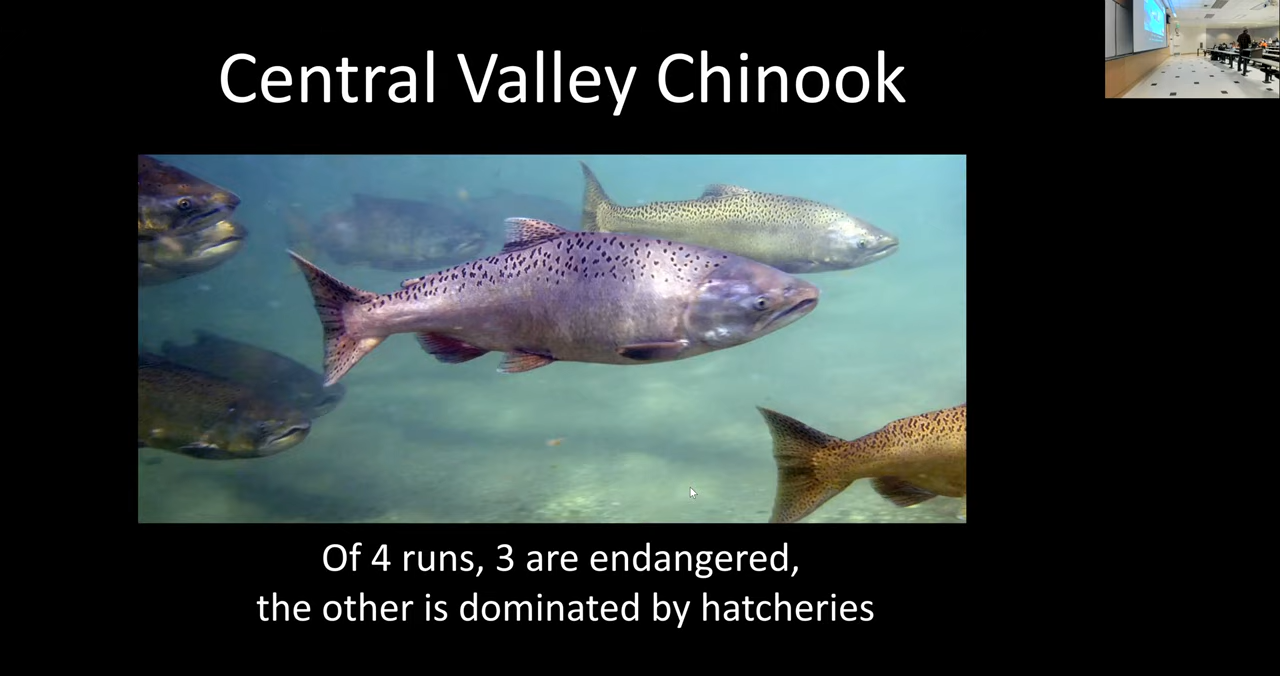 Central Valley Chinook
Of 4 runs, 3 are endangered,
the other is dominated by hatcheries